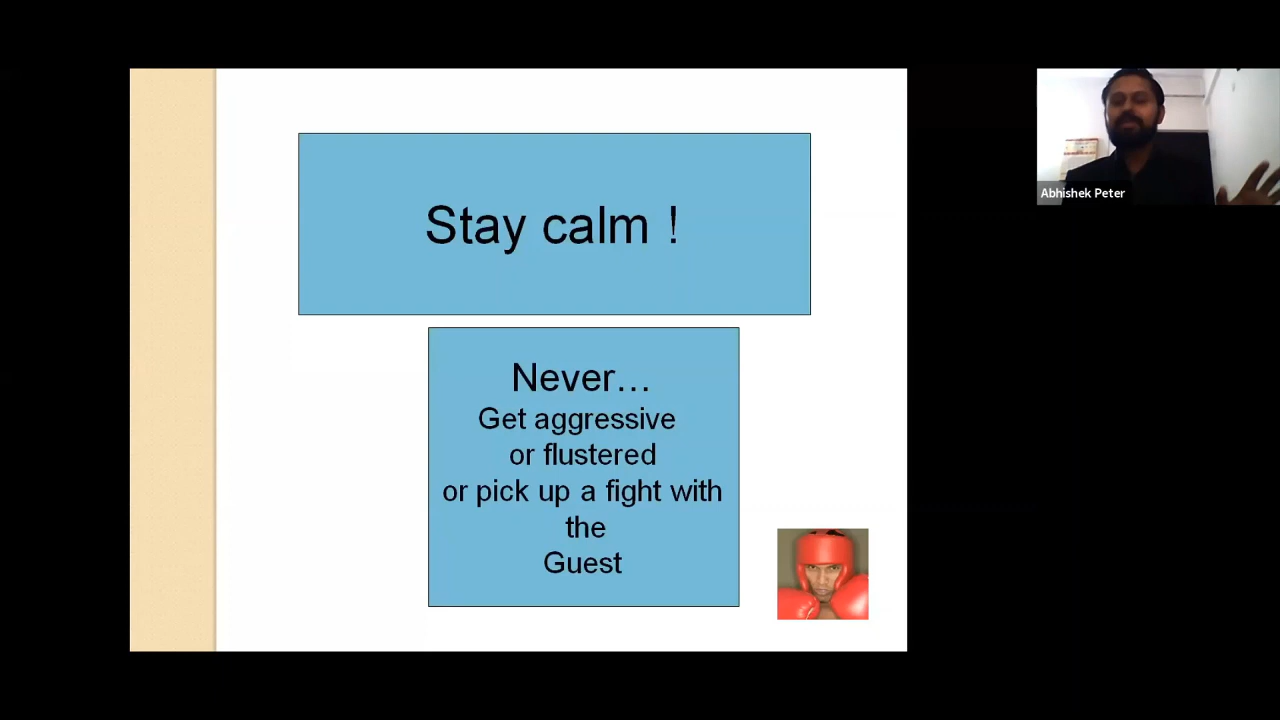 Stay calm !
Never...
Get aggressive
or flustered
or pick up a fight with
the
Guest
Abhishek Peter